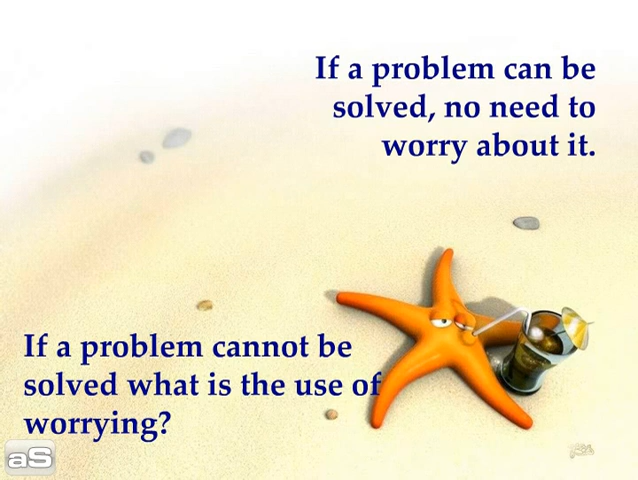 If a problem can be
solved, no need to
worry about it.
If a problem cannot be
solved what is the use of
worrying?
aS